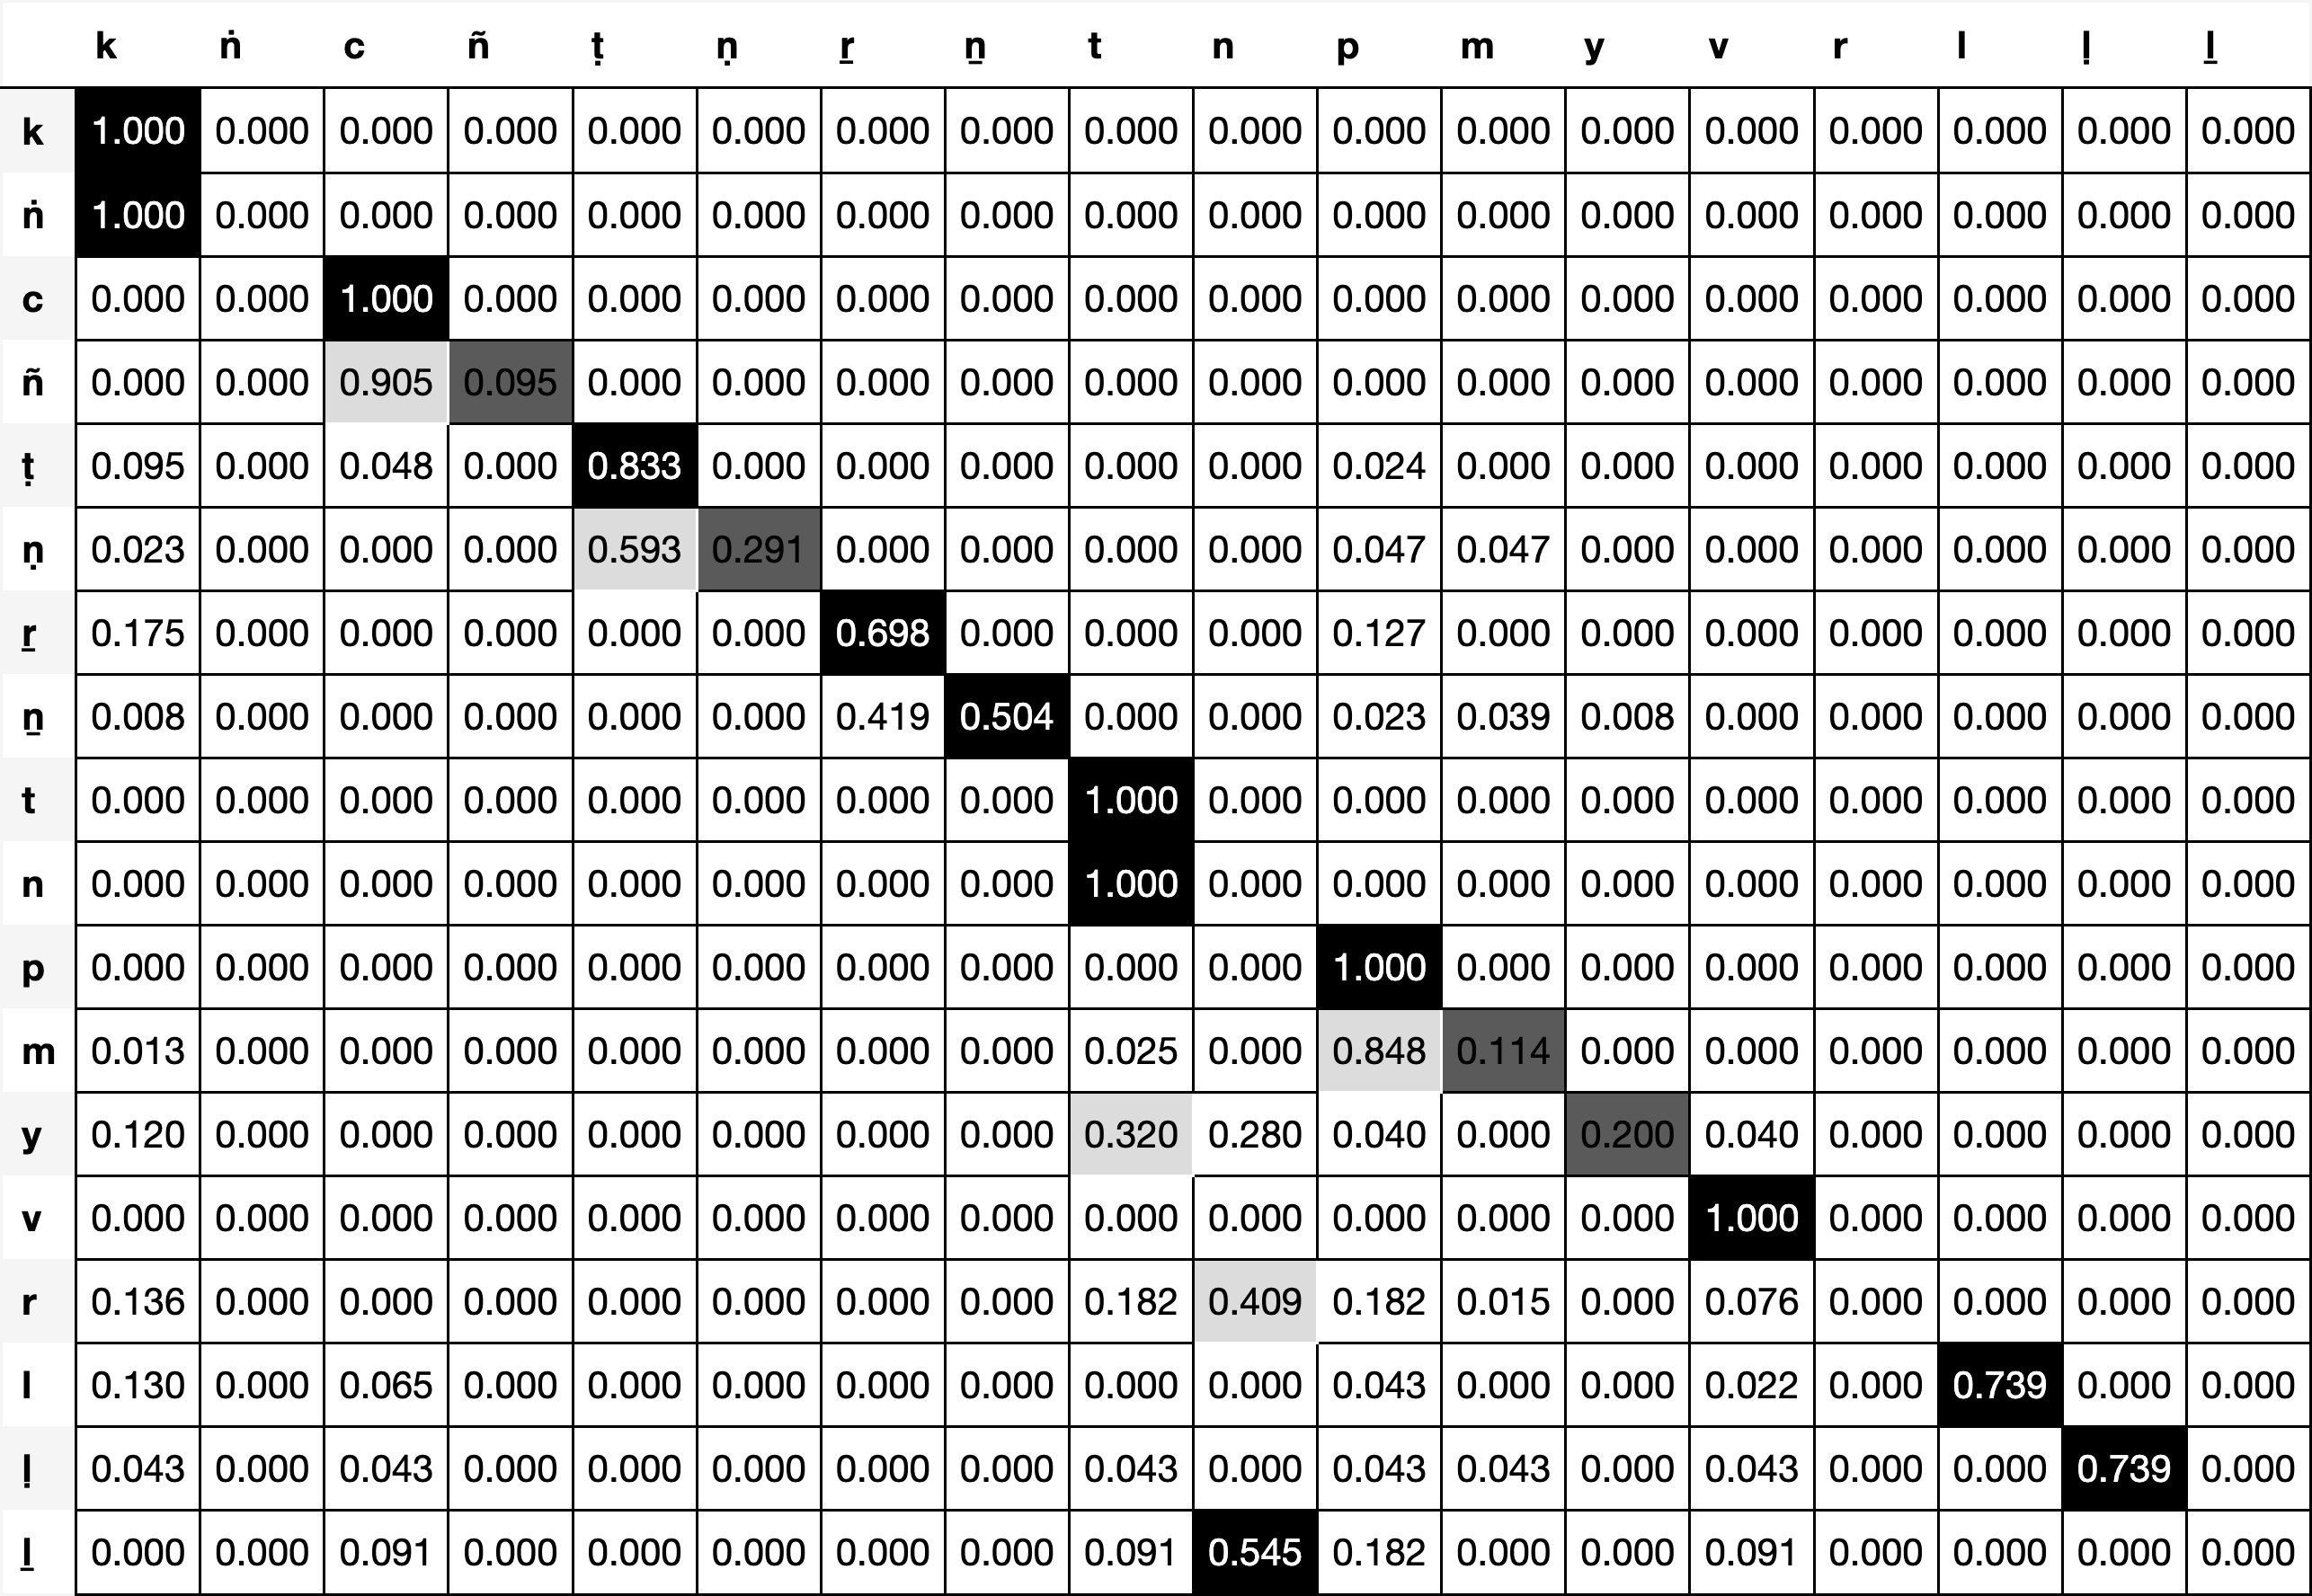 k ṅ c ñ ṭ ṇ ṟ ṉ t n p m y v r l ḷ ḻ
k 1.000 0.000 0.000 0.000 0.000 0.000 0.000 0.000 0.000 0.000 0.000 0.000 0.000 0.000 0.000 0.000 0.000 0.000
ṅ 1.000 0.000 0.000 0.000 0.000 0.000 0.000 0.000 0.000 0.000 0.000 0.000 0.000 0.000 0.000 0.000 0.000 0.000
c 0.000 0.000 1.000 0.000 0.000 0.000 0.000 0.000 0.000 0.000 0.000 0.000 0.000 0.000 0.000 0.000 0.000 0.000
ñ 0.000 0.000 0.905 0.095 0.000 0.000 0.000 0.000 0.000 0.000 0.000 0.000 0.000 0.000 0.000 0.000 0.000 0.000
ṭ 0.095 0.000 0.048 0.000 0.833 0.000 0.000 0.000 0.000 0.000 0.024 0.000 0.000 0.000 0.000 0.000 0.000 0.000
ṇ 0.023 0.000 0.000 0.000 0.593 0.291 0.000 0.000 0.000 0.000 0.047 0.047 0.000 0.000 0.000 0.000 0.000 0.000
ṟ 0.175 0.000 0.000 0.000 0.000 0.000 0.698 0.000 0.000 0.000 0.127 0.000 0.000 0.000 0.000 0.000 0.000 0.000
ṉ 0.008 0.000 0.000 0.000 0.000 0.000 0.419 0.504 0.000 0.000 0.023 0.039 0.008 0.000 0.000 0.000 0.000 0.000
t 0.000 0.000 0.000 0.000 0.000 0.000 0.000 0.000 1.000 0.000 0.000 0.000 0.000 0.000 0.000 0.000 0.000 0.000
n 0.000 0.000 0.000 0.000 0.000 0.000 0.000 0.000 1.000 0.000 0.000 0.000 0.000 0.000 0.000 0.000 0.000 0.000
p 0.000 0.000 0.000 0.000 0.000 0.000 0.000 0.000 0.000 0.000 1.000 0.000 0.000 0.000 0.000 0.000 0.000 0.000
m 0.013 0.000 0.000 0.000 0.000 0.000 0.000 0.000 0.025 0.000 0.848 0.114 0.000 0.000 0.000 0.000 0.000 0.000
y 0.120 0.000 0.000 0.000 0.000 0.000 0.000 0.000 0.320 0.280 0.040 0.000 0.200 0.040 0.000 0.000 0.000 0.000
v 0.000 0.000 0.000 0.000 0.000 0.000 0.000 0.000 0.000 0.000 0.000 0.000 0.000 1.000 0.000 0.000 0.000 0.000
r 0.136 0.000 0.000 0.000 0.000 0.000 0.000 0.000 0.182 0.409 0.182 0.015 0.000 0.076 0.000 0.000 0.000 0.000
l 0.130 0.000 0.065 0.000 0.000 0.000 0.000 0.000 0.000 0.000 0.043 0.000 0.000 0.022 0.000 0.739 0.000 0.000
ḷ 0.043 0.000 0.043 0.000 0.000 0.000 0.000 0.000 0.043 0.000 0.043 0.043 0.000 0.043 0.000 0.000 0.739 0.000
ḻ 0.000 0.000 0.091 0.000 0.000 0.000 0.000 0.000 0.091 0.545 0.182 0.000 0.000 0.091 0.000 0.000 0.000 0.000